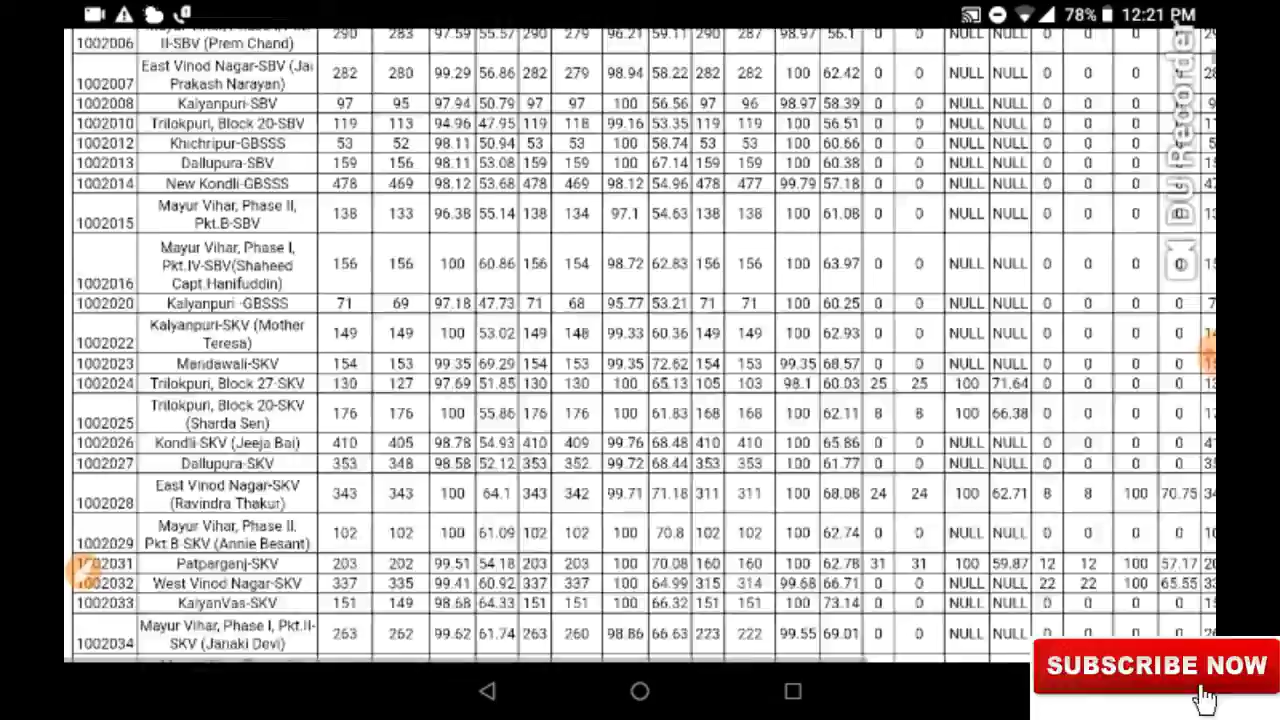 78% 12:21 PM
Mayur Vihar, Phase I, Pkt.
1002006 II-SBV (Prem Chand) 290 283 97.59 55.57 290 279 96.21 59.11 290 287 98.97 56.1 0 0 NULL NULL 0 0 0 0
East Vinod Nagar-SBV (Jai
1002007 Prakash Narayan) 282 280 99.29 56.86 282 279 98.94 58.22 282 282 100 62.42 0 0 NULL NULL 0 0 0 0
1002008 Kalyanpuri-SBV 97 95 97.94 50.79 97 97 100 56.56 97 96 98.97 58.39 0 0 NULL NULL 0 0 0 0
1002010 Trilokpuri, Block 20-SBV 119 113 94.96 47.95 119 118 99.16 53.35 119 119 100 56.51 0 0 NULL NULL 0 0 0 0
1002012 Khichripur-GBSSS 53 52 98.11 50.94 53 53 100 58.74 53 53 100 60.66 0 0 NULL NULL 0 0 0 0
1002013 Dallupura-SBV 159 156 98.11 53.08 159 159 100 67.14 159 159 100 60.38 0 0 NULL NULL 0 0 0 0
1002014 New Kondli-GBSSS 478 469 98.12 53.68 478 469 98.12 54.96 478 477 99.79 57.18 0 0 NULL NULL 0 0 0 0
Mayur Vihar, Phase II,
1002015 Pkt.B-SBV 138 133 96.38 55.14 138 134 97.1 54.63 138 138 100 61.08 0 0 NULL NULL 0 0 0 0
Mayur Vihar, Phase I,
Pkt.IV-SBV(Shaheed 156 156 100 60.86 156 154 98.72 62.83 156 156 100 63.97 0 0 NULL NULL 0 0 0 0
1002016 Capt.Hanifuddin)
1002020 Kalyanpuri -GBSSS 71 69 97.18 47.73 71 68 95.77 53.21 71 71 100 60.25 0 0 NULL NULL 0 0 0 0
Kalyanpuri-SKV (Mother
1002022 Teresa) 149 149 100 53.02 149 148 99.33 60.36 149 149 100 62.93 0 0 NULL NULL 0 0 0 0
1002023 Mandawali-SKV 154 153 99.35 69.29 154 153 99.35 72.62 154 153 99.35 68.57 0 0 NULL NULL 0 0 0 0
1002024 Trilokpuri, Block 27-SKV 130 127 97.69 51.85 130 130 100 65.13 105 103 98.1 60.03 25 25 100 71.64 0 0 0 0
Trilokpuri, Block 20-SKV
1002025 (Sharda Sen) 176 176 100 55.86 176 176 100 61.83 168 168 100 62.11 8 8 100 66.38 0 0 0 0
1002026 Kondli-SKV (Jeeja Bai) 410 405 98.78 54.93 410 409 99.76 68.48 410 410 100 65.86 0 0 NULL NULL 0 0 0 0
1002027 Dallupura-SKV 353 348 98.58 52.12 353 352 99.72 68.44 353 353 100 61.77 0 0 NULL NULL 0 0 0 0
East Vinod Nagar-SKV
1002028 (Ravindra Thakur) 343 343 100 64.1 343 342 99.71 71.18 311 311 100 68.08 24 24 100 62.71 8 8 100 70.75
Mayur Vihar, Phase II,
1002029 Pkt.B SKV (Annie Besant) 102 102 100 61.09 102 102 100 70.8 102 102 100 62.74 0 0 NULL NULL 0 0 0 0
1002031 Patparganj-SKV 203 202 99.51 54.18 203 203 100 70.08 160 160 100 62.78 31 31 100 59.87 12 12 100 57.17
1002032 West Vinod Nagar-SKV 337 335 99.41 60.92 337 337 100 64.99 315 314 99.68 66.71 0 0 NULL NULL 22 22 100 65.55
1002033 KalyanVas-SKV 151 149 98.68 64.33 151 151 100 66.32 151 151 100 73.14 0 0 NULL NULL 0 0 0 0
Mayur Vihar, Phase I, Pkt.II-
1002034 SKV (Janaki Devi) 263 262 99.62 61.74 263 260 98.86 66.63 223 222 99.55 69.01 0 0 NULL NULL
DU Recorder
SUBSCRIBE NOW